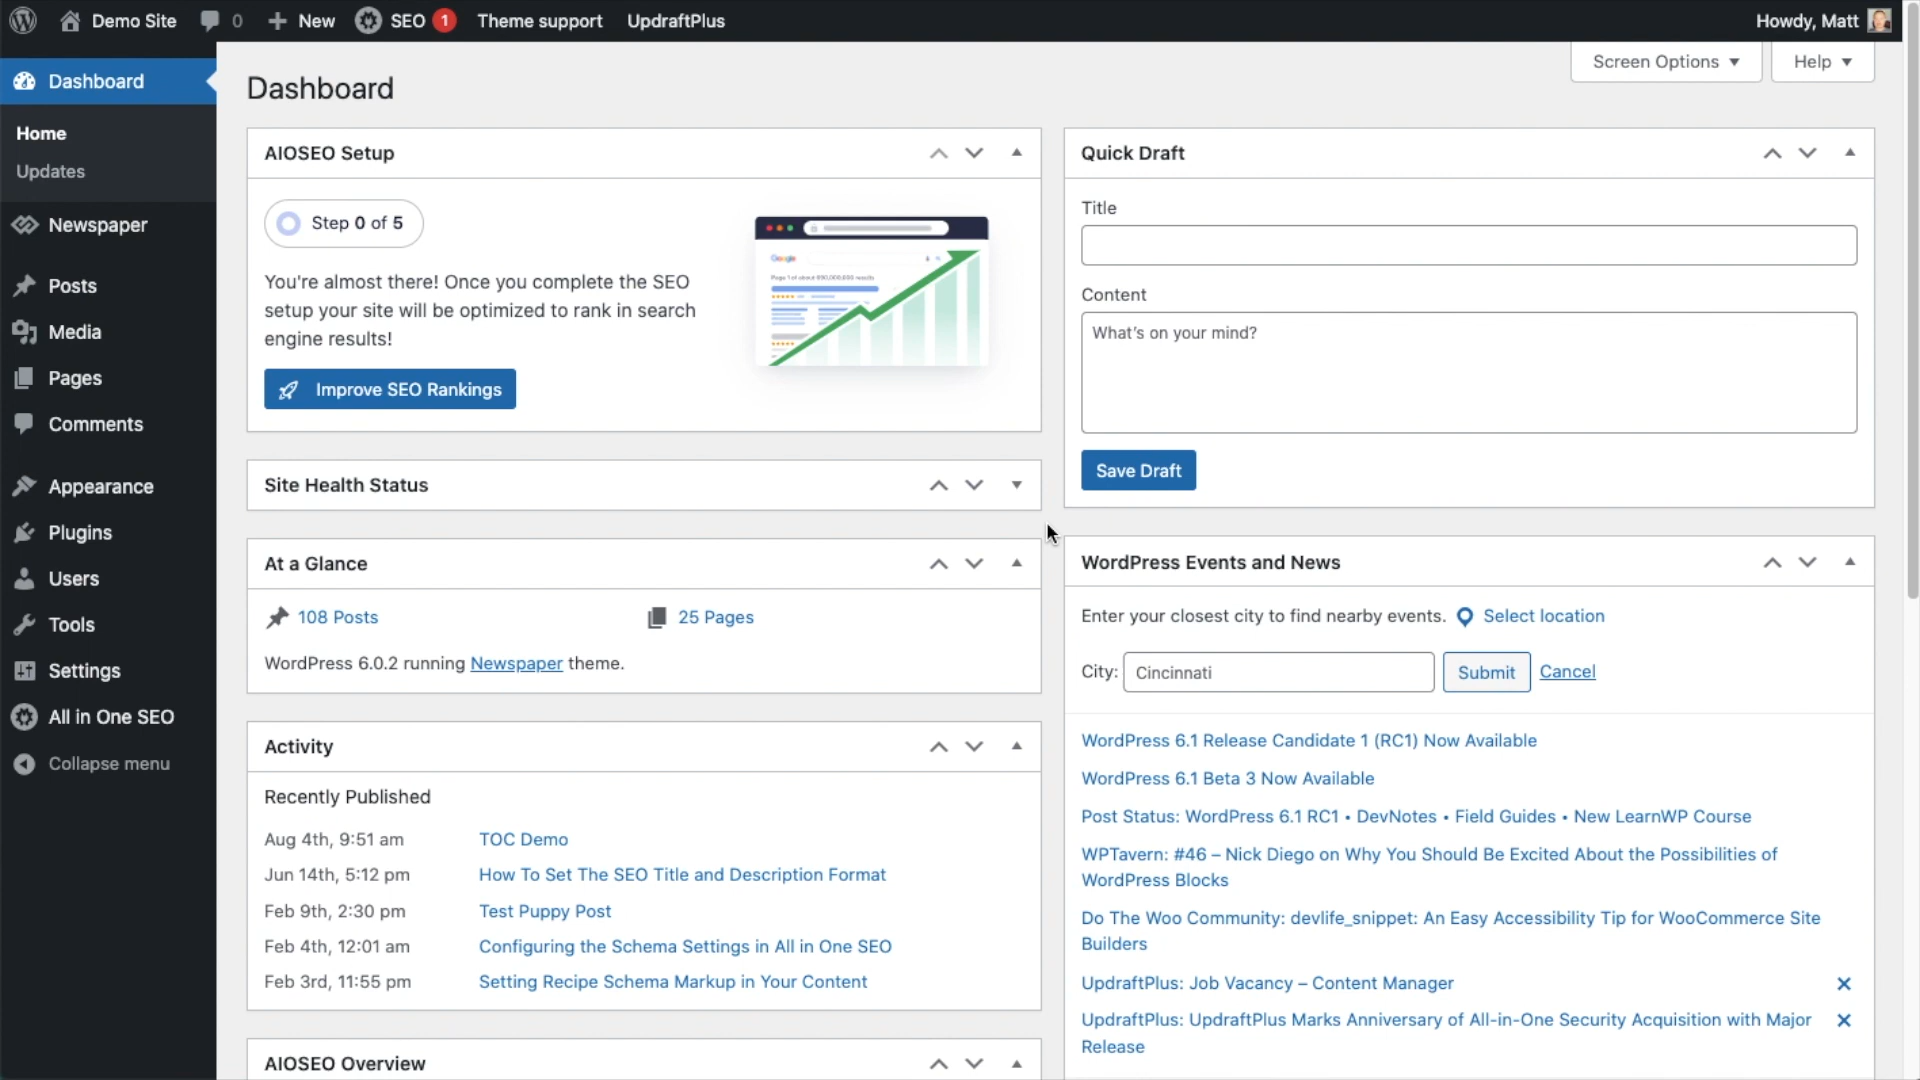 Demo Site
0
New
SEO 1
Theme support
UpdraftPlus
Howdy, Matt
Screen Options
Help
Dashboard
Home
Updates
Newspaper
Posts
Media
Pages
Comments
Appearance
Plugins
Users
Tools
Settings
All in One SEO
Collapse menu
Dashboard
AIOSEO Setup
Step 0 of 5
You're almost there! Once you complete the SEO
setup your site will be optimized to rank in search
engine results!
Improve SEO Rankings
Google
Site Health Status
At a Glance
108 Posts
25 Pages
WordPress 6.0.2 running Newspaper theme.
Activity
Recently Published
Aug 4th, 9:51 am TOC Demo
Jun 14th, 5:12 pm How To Set The SEO Title and Description Format
Feb 9th, 2:30 pm Test Puppy Post
Feb 4th, 12:01 am Configuring the Schema Settings in All in One SEO
Feb 3rd, 11:55 pm Setting Recipe Schema Markup in Your Content
AIOSEO Overview
Quick Draft
Title
Content
What's on your mind?
Save Draft
WordPress Events and News
Enter your closest city to find nearby events. Select location
City: Cincinnati Submit Cancel
WordPress 6.1 Release Candidate 1 (RC1) Now Available
WordPress 6.1 Beta 3 Now Available
Post Status: WordPress 6.1 RC1 • DevNotes • Field Guides • New LearnWP Course
WPTavern: #46 – Nick Diego on Why You Should Be Excited About the Possibilities of
WordPress Blocks
Do The Woo Community: devlife_snippet: An Easy Accessibility Tip for WooCommerce Site
Builders
UpdraftPlus: Job Vacancy – Content Manager
UpdraftPlus: UpdraftPlus Marks Anniversary of All-in-One Security Acquisition with Major
Release